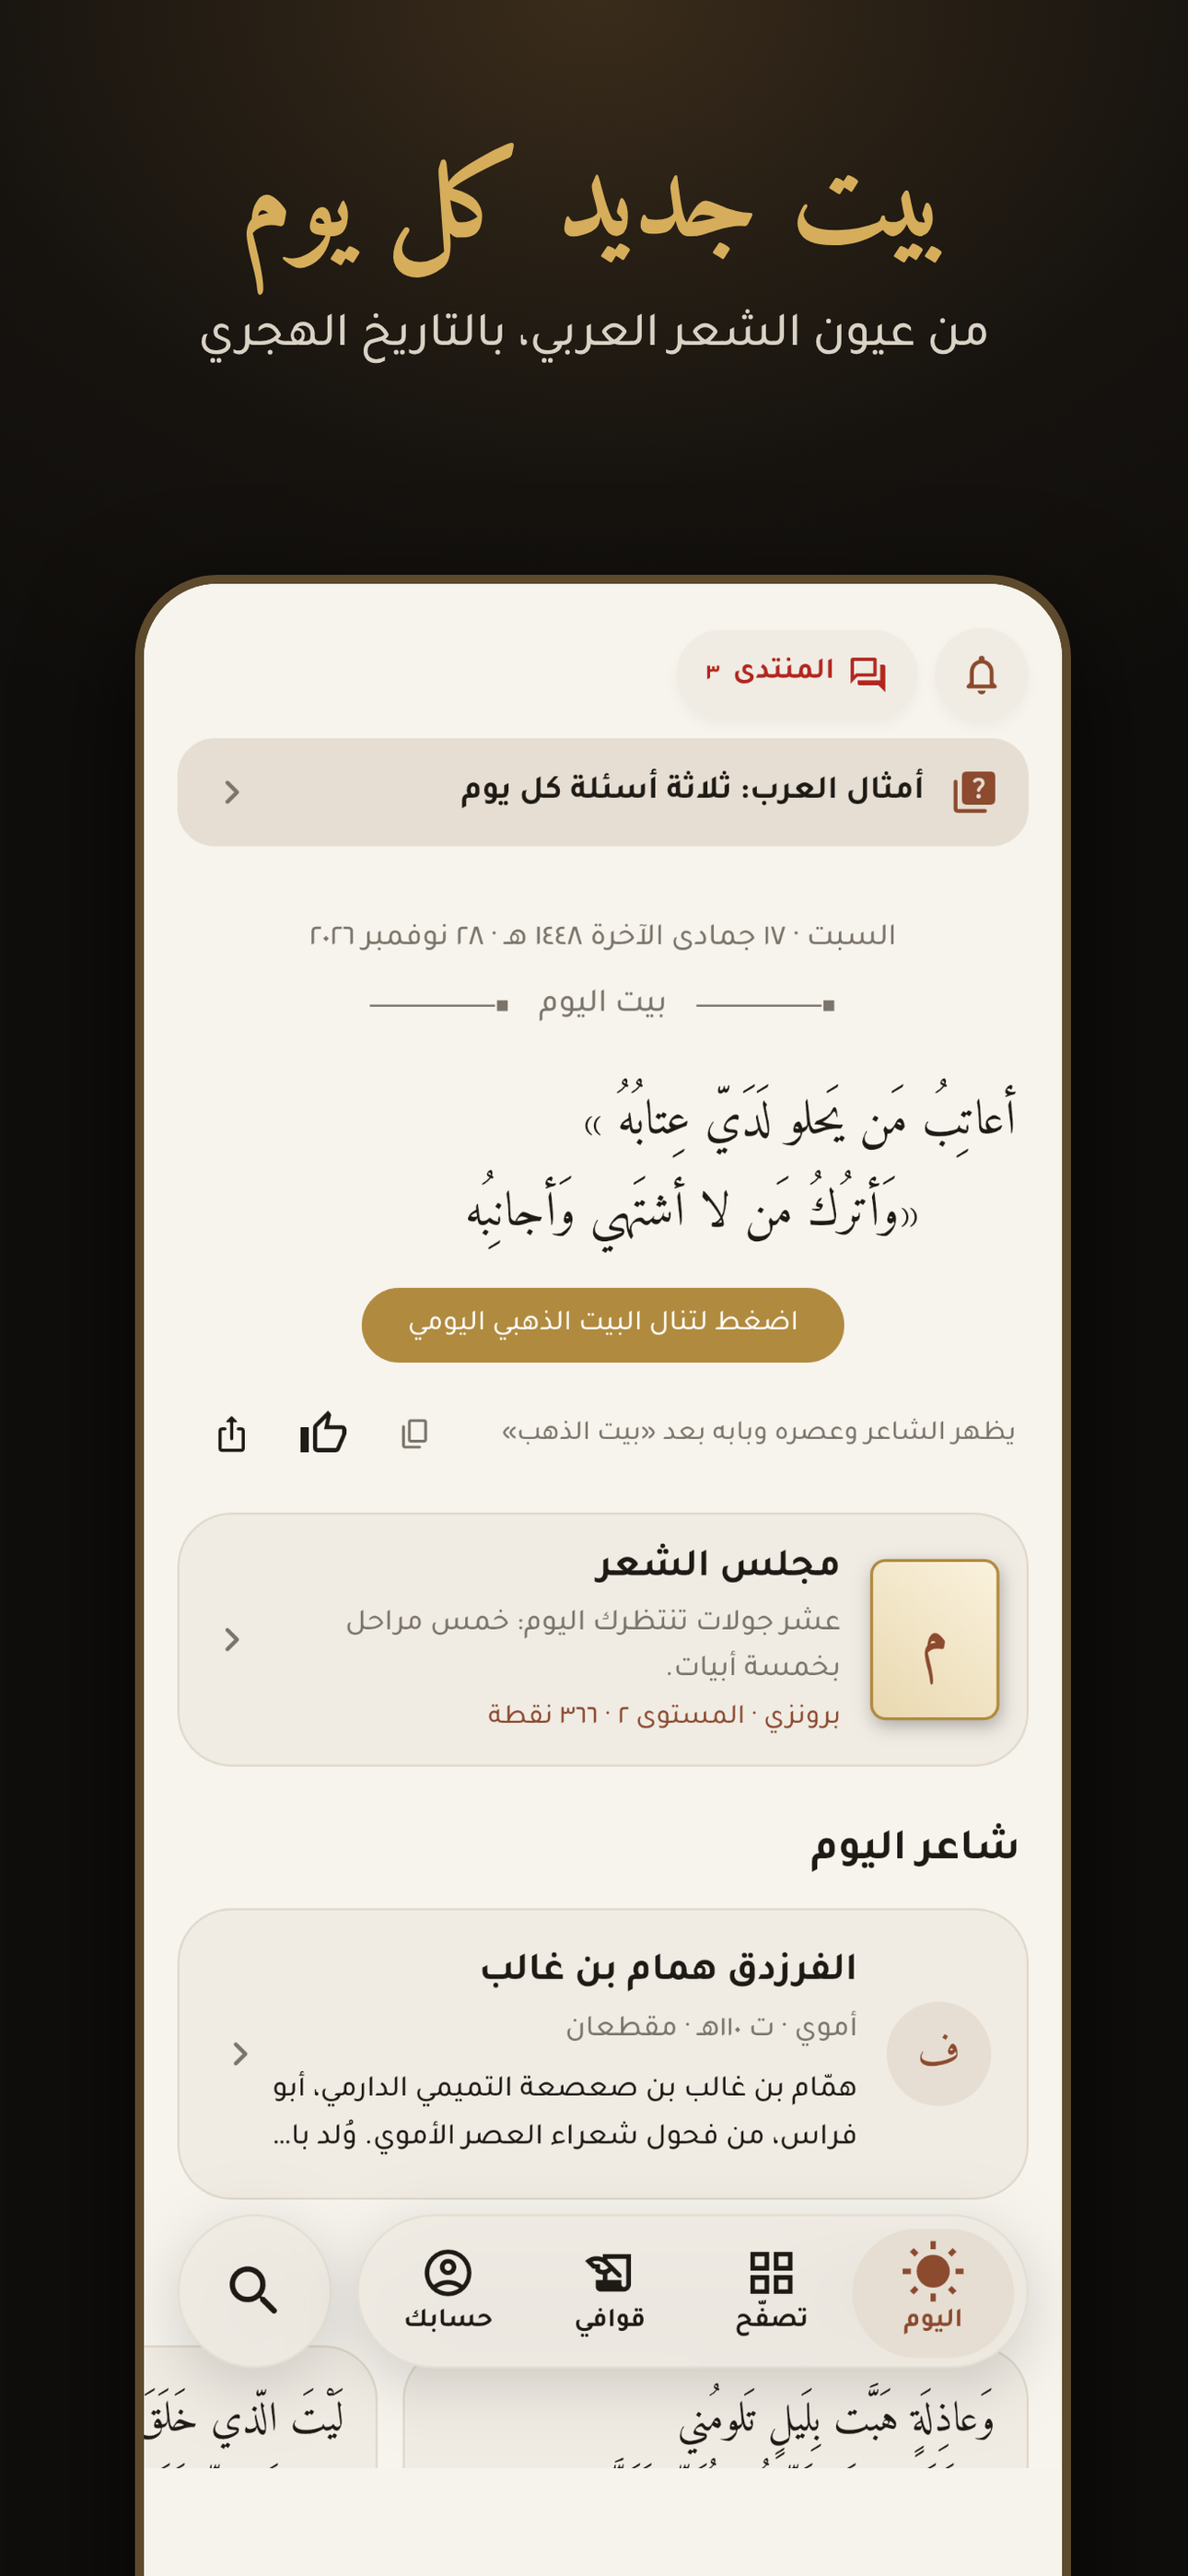 بيت جديد كل يوم
من عيون الشعر العربي، بالتاريخ الهجري
المنتدى ٣
أمثال العرب: ثلاثة أسئلة كل يوم
السبت · ١٧ جمادى الآخرة ١٤٤٨ هـ · ٢٨ نوفمبر ٢٠٢٦
بيت اليوم
أعاتِبُ مَن يَحلو لَدَيّ عِتابُهُ »
«وَأترُكُ مَن لا أشتَهي وَأجانِبُه
اضغط لتنال البيت الذهبي اليومي
يظهر الشاعر وعصره وبابه بعد «بيت الذهب»
مجلس الشعر
عشر جولات تنتظرك اليوم: خمس مراحل
بخمسة أبيات.
برونزي · المستوى ٢ · ٣٦٦ نقطة
م
شاعر اليوم
الفرزدق همام بن غالب
أموي · ت ١١٠هـ · مقطعان
همّام بن غالب بن صعصعة التميمي الدارمي، أبو
فراس، من فحول شعراء العصر الأموي. وُلد با...
ف
اليوم
تصفّح
قوافي
حسابك
وَعاذِلَةٍ هَبَّت بِلَيلٍ تَلومُني
لَيْتَ الّذي خَلَقَ